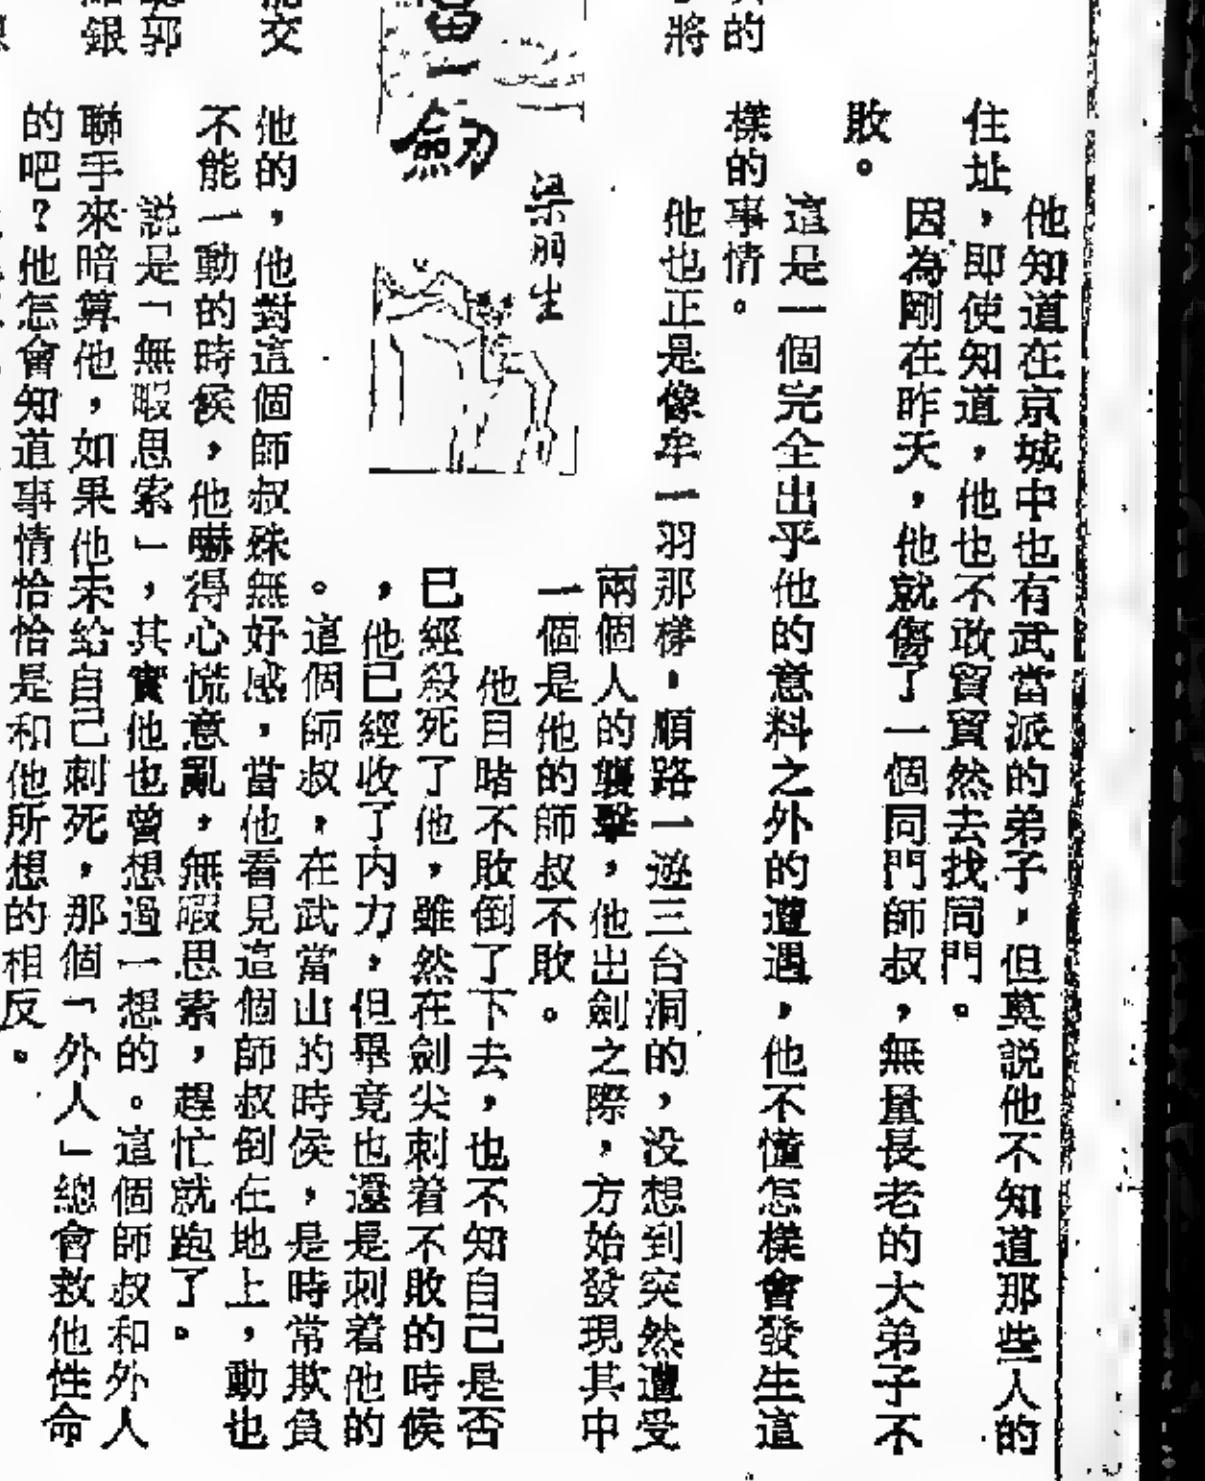 他知道在京城中也有武當派的弟子，但莫説他不知道那些人的
住址，即使知道，他也不敢貿貿然去找同門。
因為剛在昨天，他就傷了一個同門師叔，無量長老的大弟子不
敗。
這是一個完全出乎他的意料之外的遭遇，他不懂怎樣會發生這
樣的事情。
他也正是像牟一羽那樣，順路一遊三台洞的，没想到突然遭受
兩個人的襲擊，他出劍之際，方始發現其中
一個是他的師叔不敗。
他目睹不敗倒了下去，也不知自己是否
已經殺死了他，雖然在劍尖刺着不敗的時候
，他已經收了内力，但畢竟也還是刺着他的
。這個師叔，在武當山的時侯，是時常欺負
他的，他對這個師叔殊無好感，當他看見這個師叔倒在地上，動也
不能一動的時候，他嚇得心慌意亂，無暇思索，趕忙就跑了。
説是「無暇思索」，其實他也曾想過一想的。這個師叔和外人
聯手來暗算他，如果他未給自己刺死，那個「外人」總會救他性命
的吧？他怎會知道事情恰恰是和他所想的相反。
的
將
當一劍
梁羽生
交
郭
銀